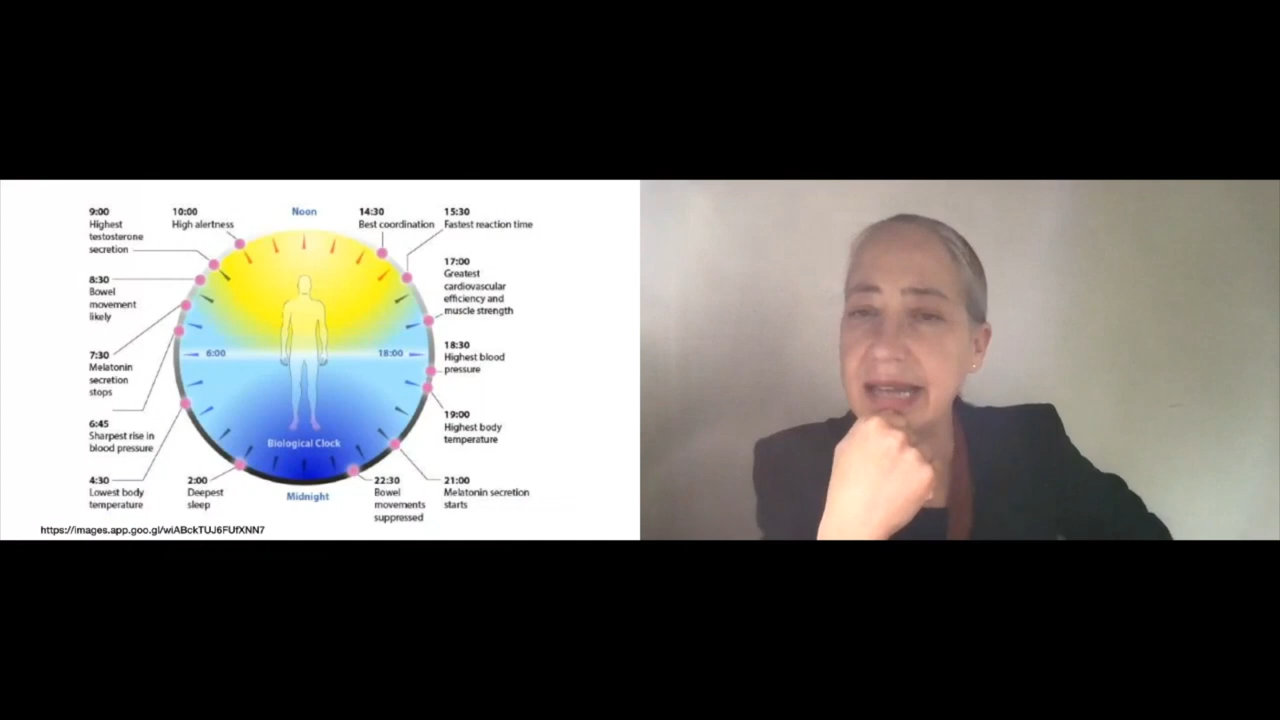 9:00
Highest
testosterone
secretion
10:00
High alertness
Noon
14:30
Best coordination
15:30
Fastest reaction time
8:30
Bowel
movement
likely
17:00
Greatest
cardiovascular
efficiency and
muscle strength
7:30
Melatonin
secretion
stops
6:00
18:00
18:30
Highest blood
pressure
6:45
Sharpest rise in
blood pressure
19:00
Highest body
temperature
Biological Clock
4:30
Lowest body
temperature
2:00
Deepest
sleep
Midnight
22:30
Bowel
movements
suppressed
21:00
Melatonin secretion
starts
https://images.app.goo.gl/wiABckTUJ6FUfXNN7